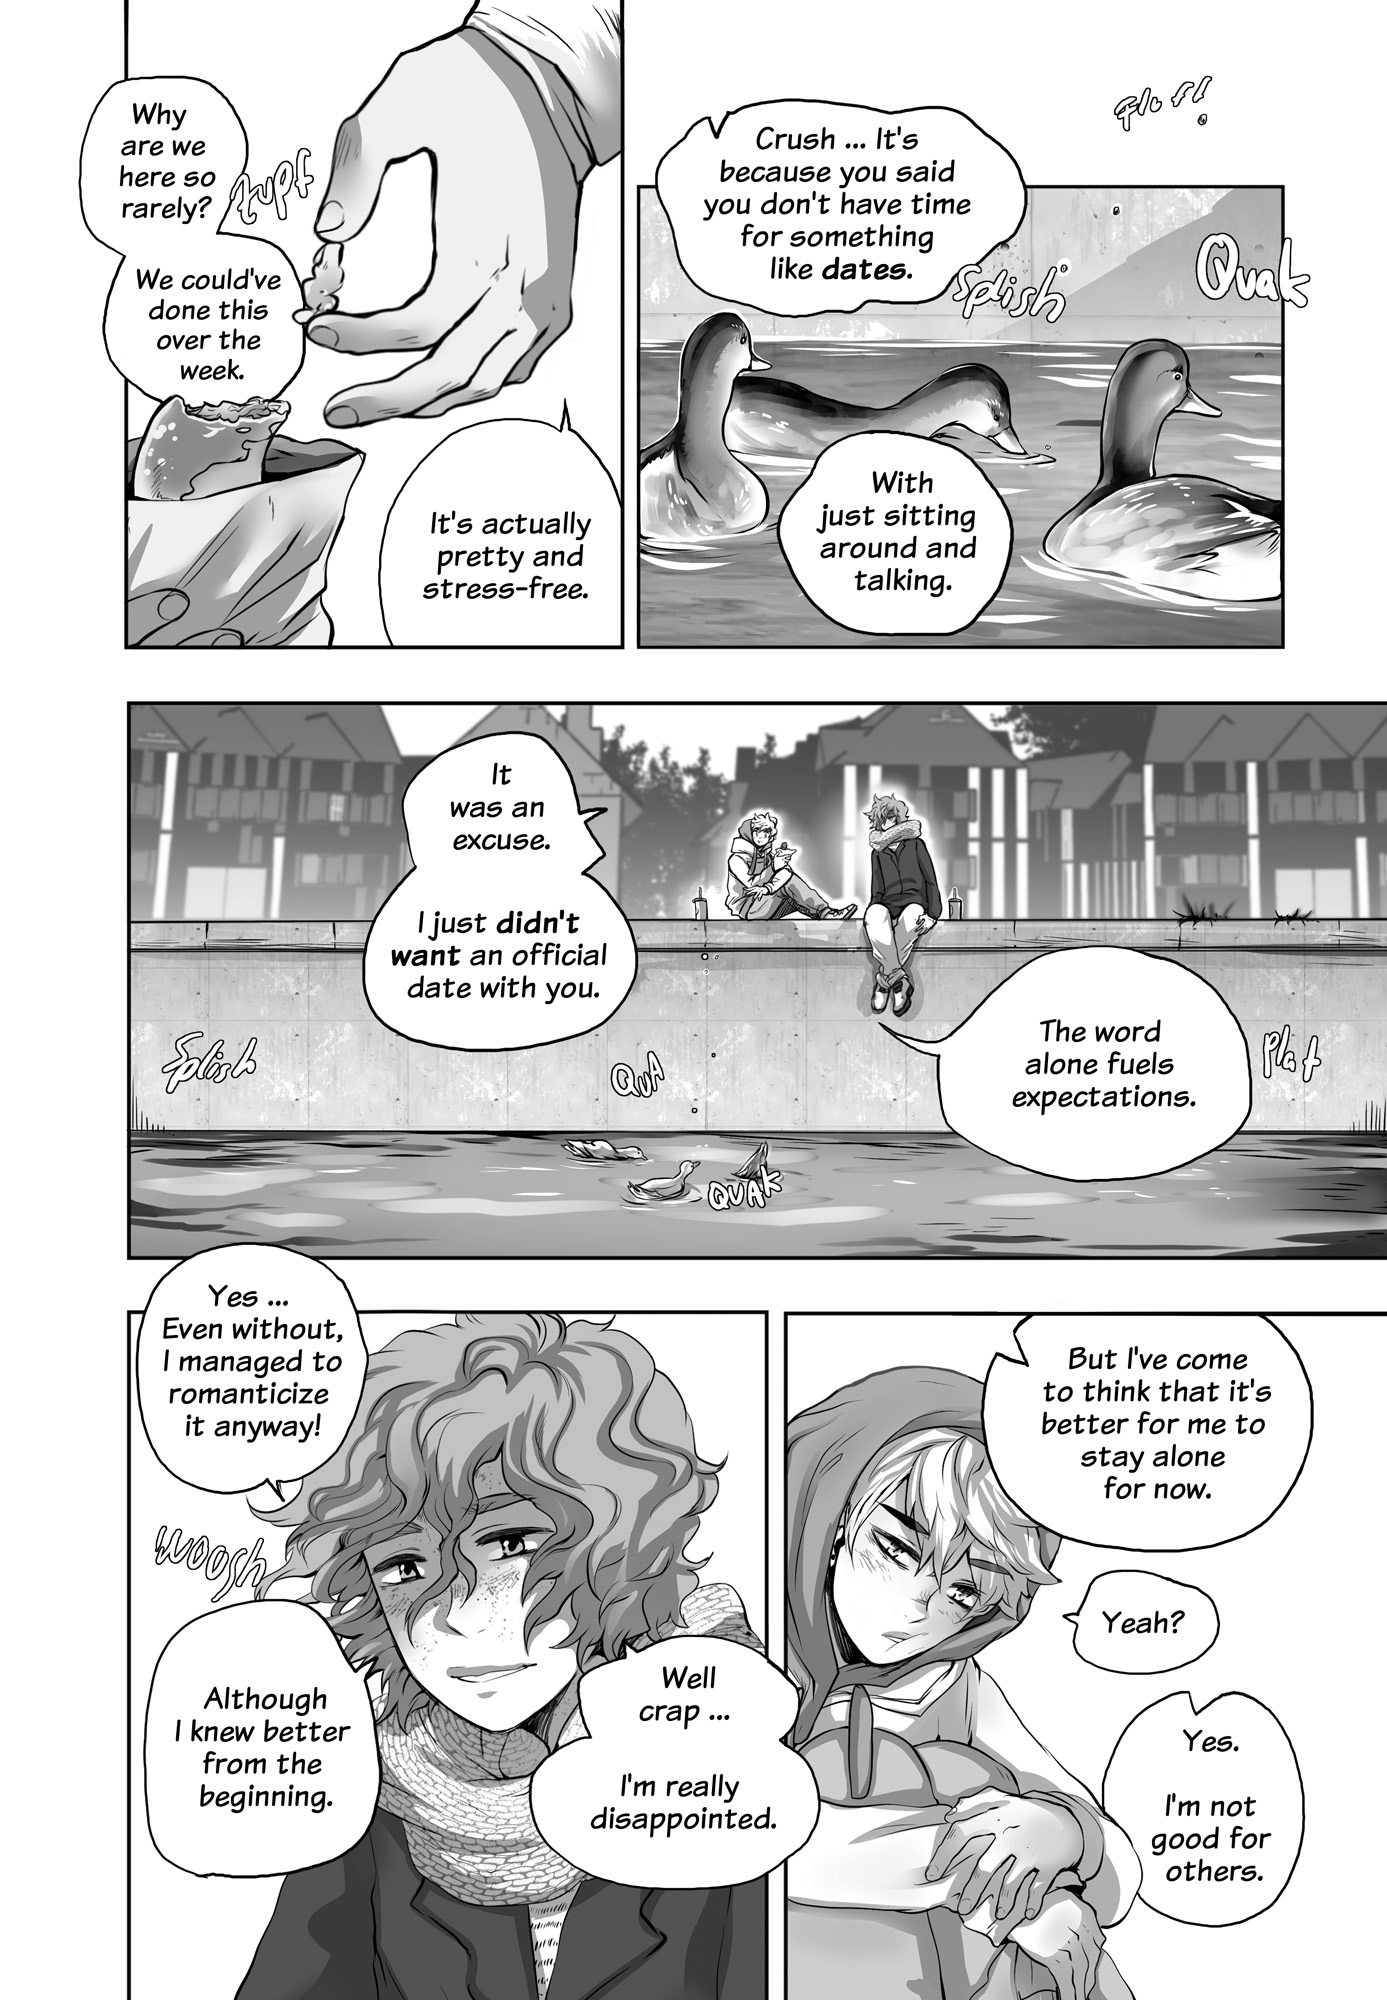 Why
are we
here so
rarely?
zupf
We could've
done this
over the
week.
It's actually
pretty and
stress-free.
Fluff!
Crush ... It's
because you said
you don't have time
for something
like dates.
Splish
Quak
With
just sitting
around and
talking.
It
was an
excuse.
I just didn't
want an official
date with you.
The word
alone fuels
expectations.
Splish
QUA
Plat
QUAK
Yes ...
Even without,
I managed to
romanticize
it anyway!
woosh
Although
I knew better
from the
beginning.
Well
crap ...
I'm really
disappointed.
But I've come
to think that it's
better for me to
stay alone
for now.
Yeah?
Yes.
I'm not
good for
others.